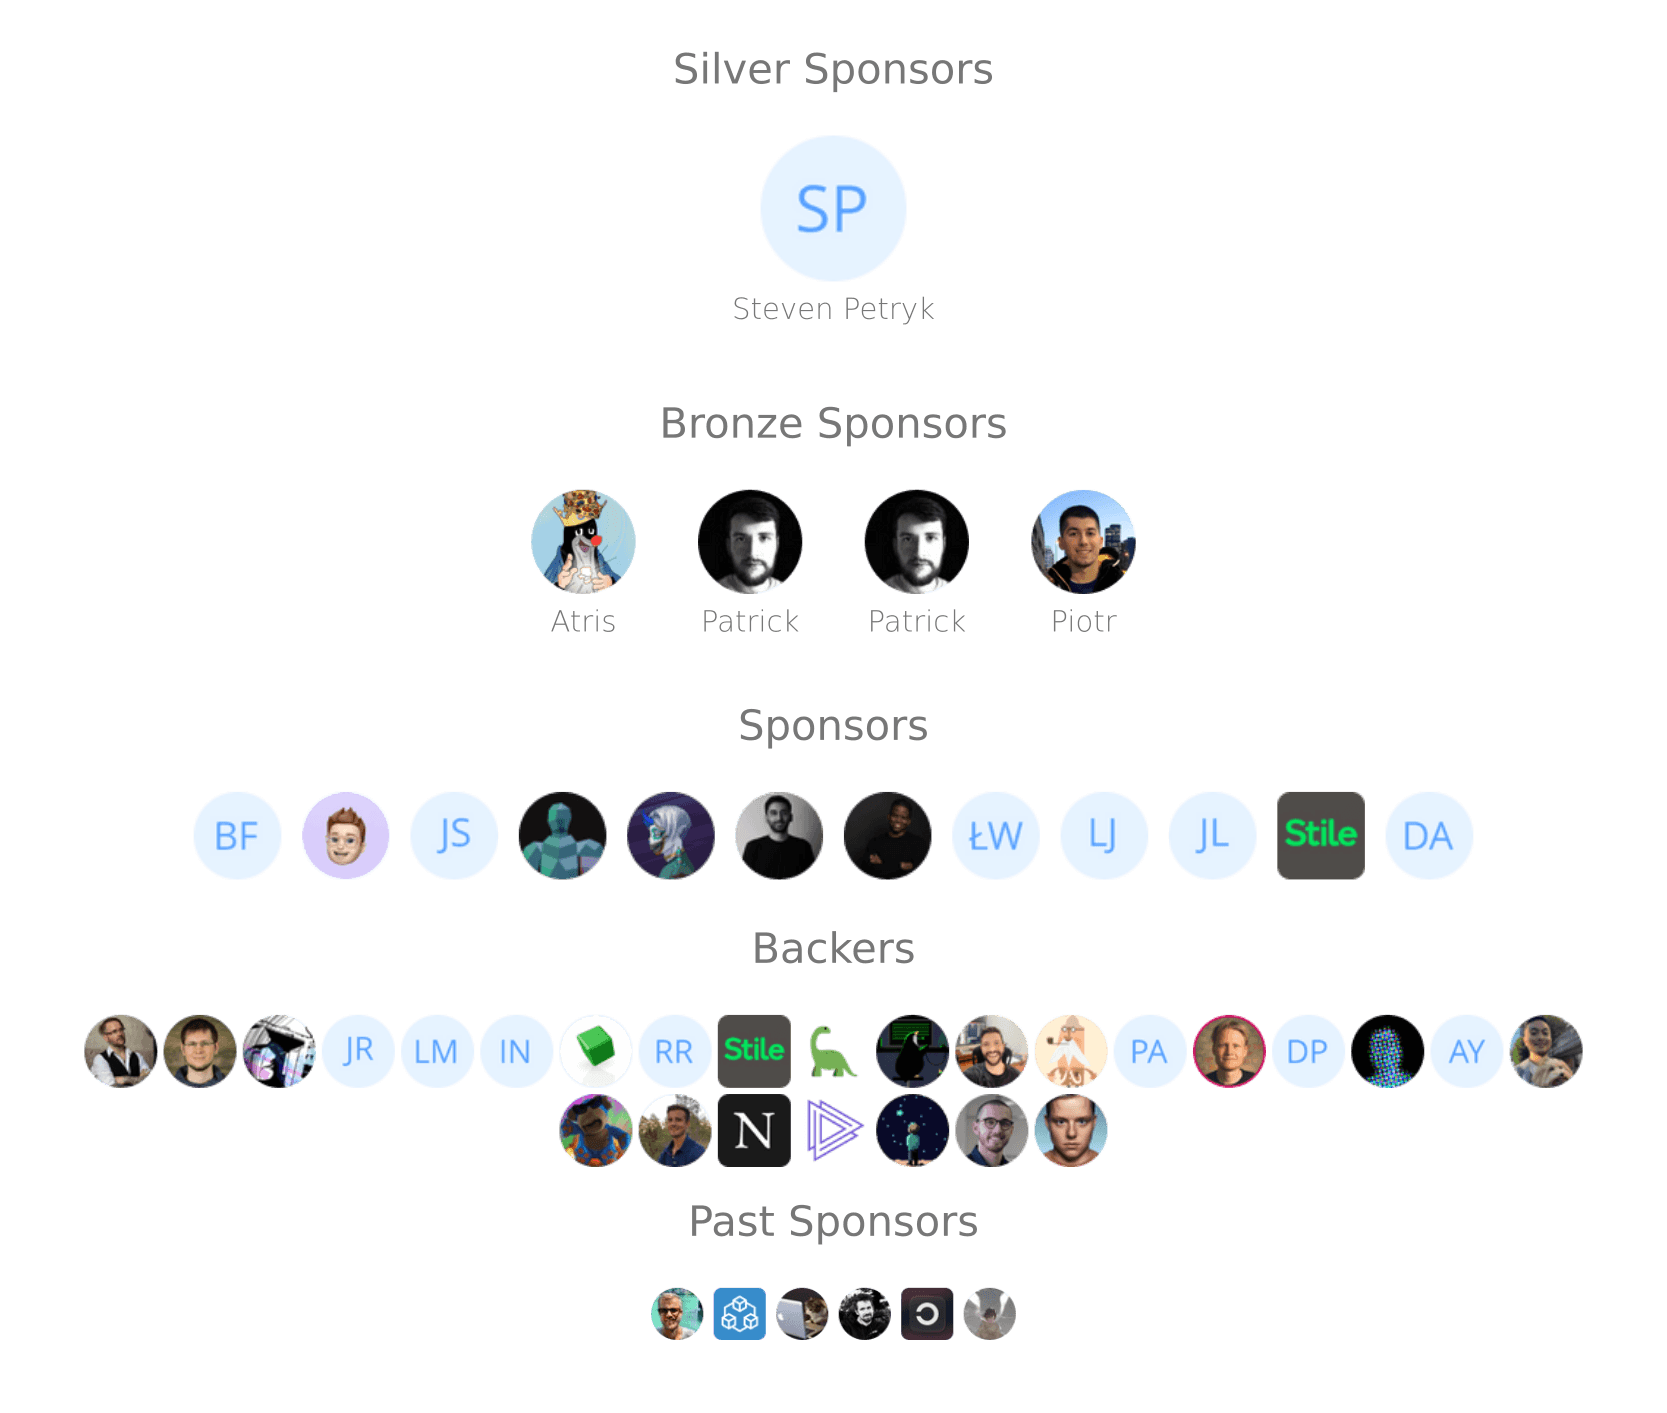 Silver Sponsors
SP
Steven Petryk
Bronze Sponsors
Atris Patrick Patrick Piotr
Sponsors
BF JS ŁW LJ JL Stile DA
Backers
JR LM IN RR Stile PA DP AY
N
Past Sponsors